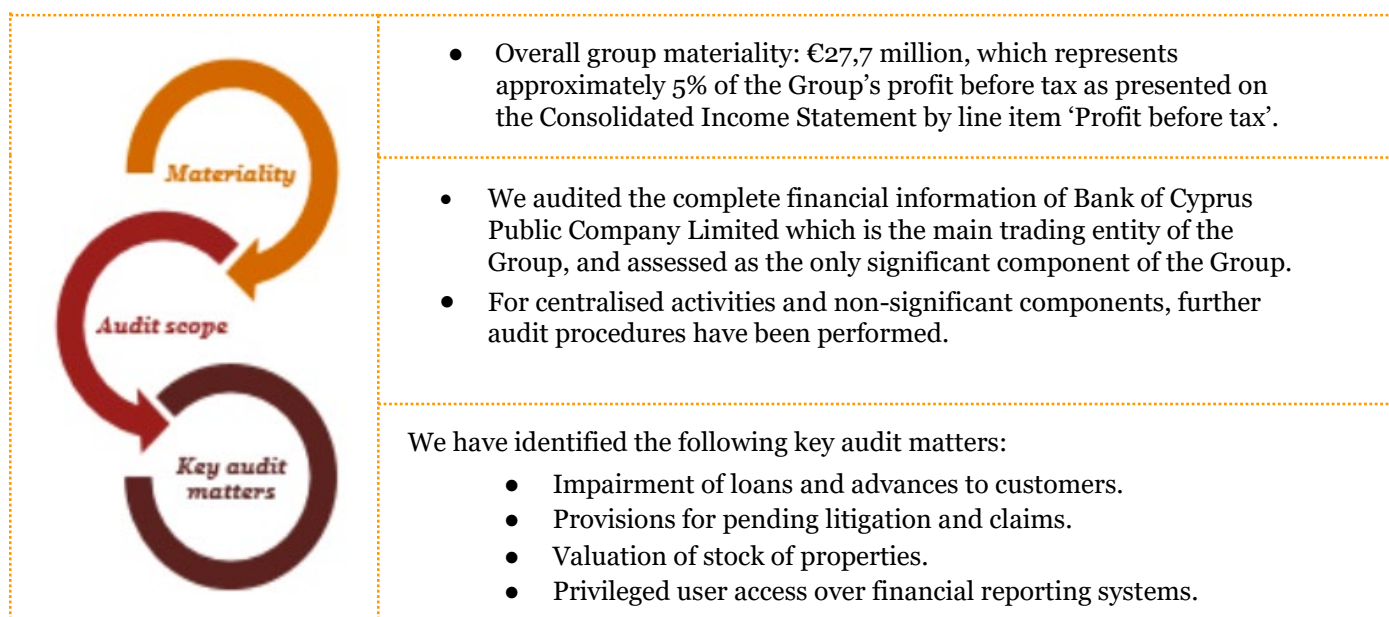 Materiality
● Overall group materiality: €27,7 million, which represents
approximately 5% of the Group’s profit before tax as presented on
the Consolidated Income Statement by line item ‘Profit before tax’.
Audit scope
● We audited the complete financial information of Bank of Cyprus
Public Company Limited which is the main trading entity of the
Group, and assessed as the only significant component of the Group.
● For centralised activities and non-significant components, further
audit procedures have been performed.
Key audit
matters
We have identified the following key audit matters:
● Impairment of loans and advances to customers.
● Provisions for pending litigation and claims.
● Valuation of stock of properties.
● Privileged user access over financial reporting systems.